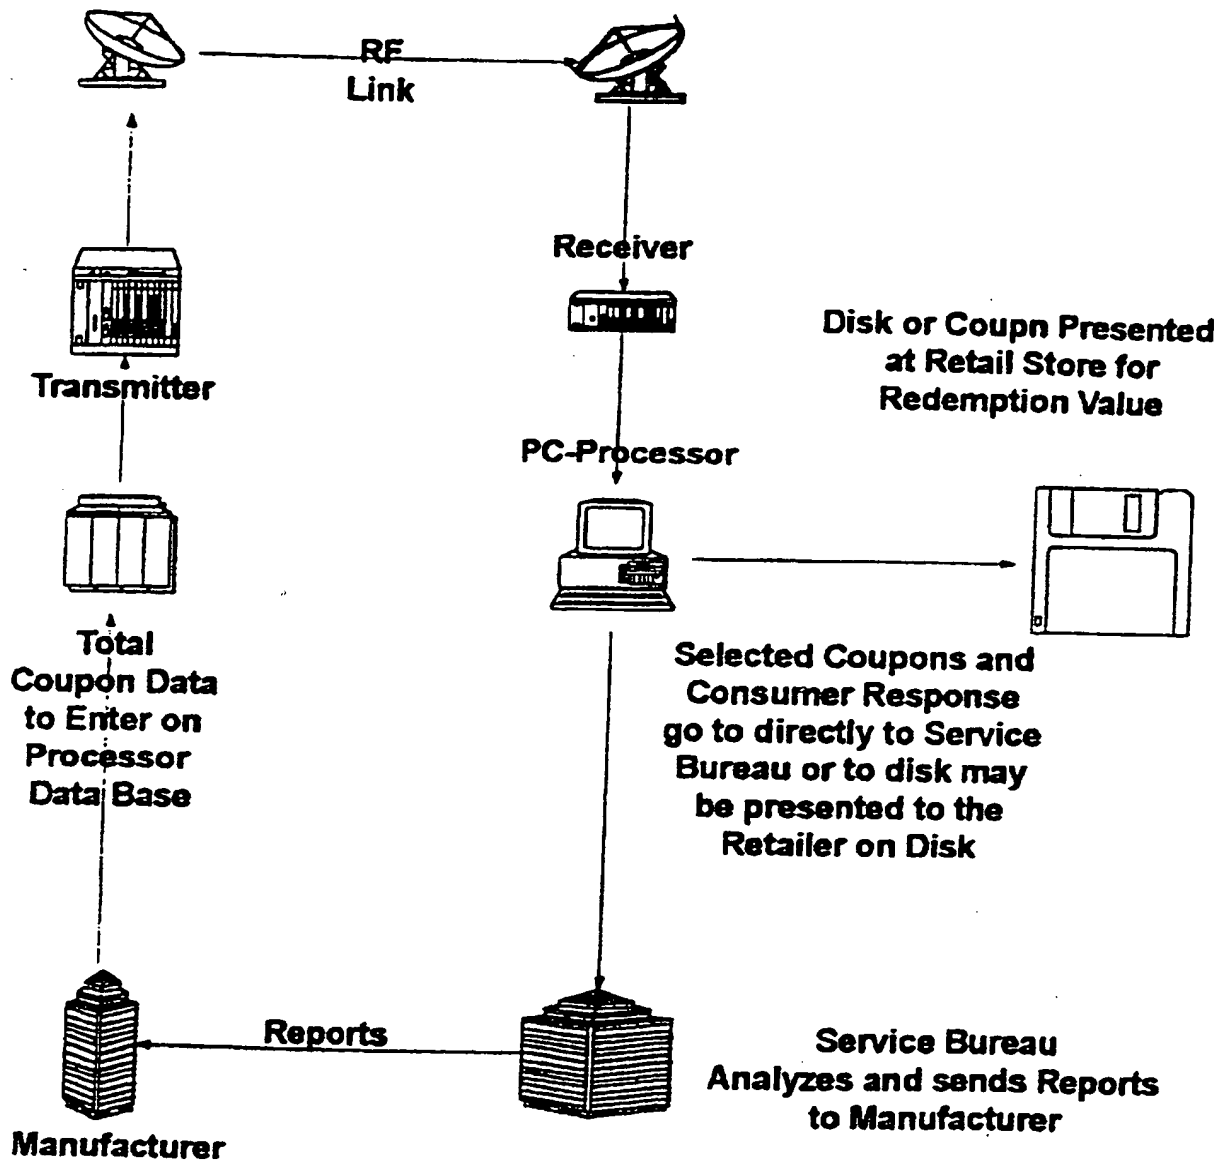 RF
Link
Receiver
Disk or Coupn Presented
at Retail Store for
Redemption Value
Transmitter
PC-Processor
Total
Coupon Data
to Enter on
Processor
Data Base
Selected Coupons and
Consumer Response
go to directly to Service
Bureau or to disk may
be presented to the
Retailer on Disk
Reports
Service Bureau
Analyzes and sends Reports
to Manufacturer
Manufacturer